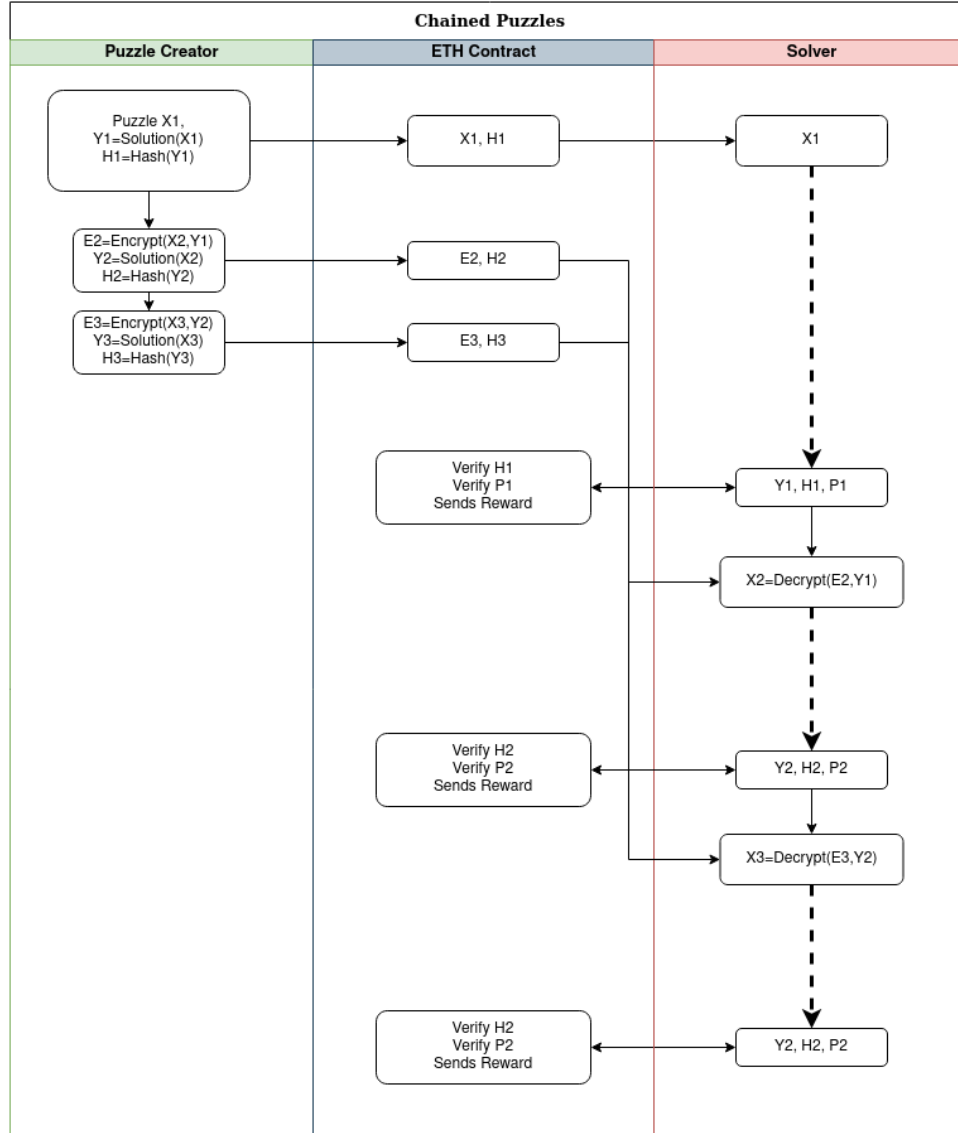 Chained Puzzles
Puzzle Creator
ETH Contract
Solver
Puzzle X1,
Y1=Solution(X1)
H1=Hash(Y1)
X1, H1
X1
E2=Encrypt(X2,Y1)
Y2=Solution(X2)
H2=Hash(Y2)
E2, H2
E3=Encrypt(X3,Y2)
Y3=Solution(X3)
H3=Hash(Y3)
E3, H3
Verify H1
Verify P1
Sends Reward
Y1, H1, P1
X2=Decrypt(E2,Y1)
Verify H2
Verify P2
Sends Reward
Y2, H2, P2
X3=Decrypt(E3,Y2)
Verify H2
Verify P2
Sends Reward
Y2, H2, P2